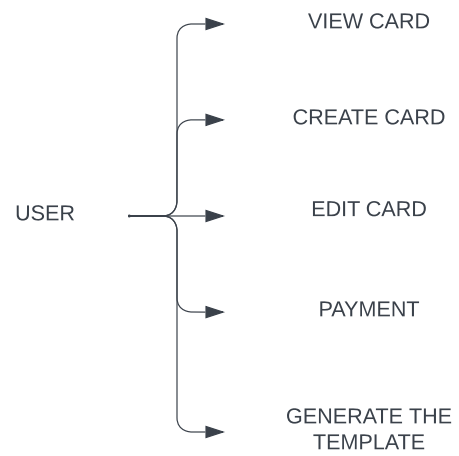 VIEW CARD
CREATE CARD
EDIT CARD
USER
PAYMENT
GENERATE THE
TEMPLATE